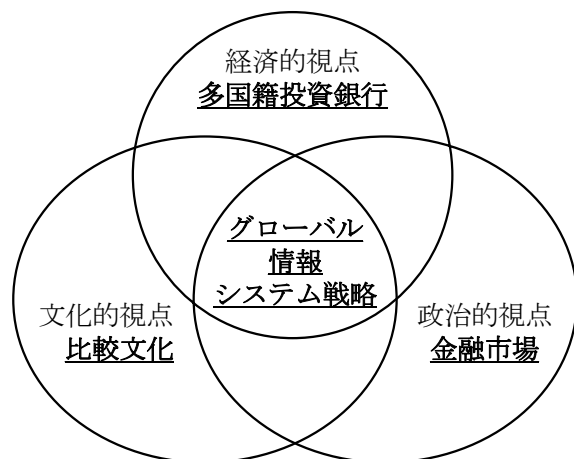 経済的視点
多国籍投資銀行
グローバル
情報
システム戦略
文化的視点
比較文化
政治的視点
金融市場